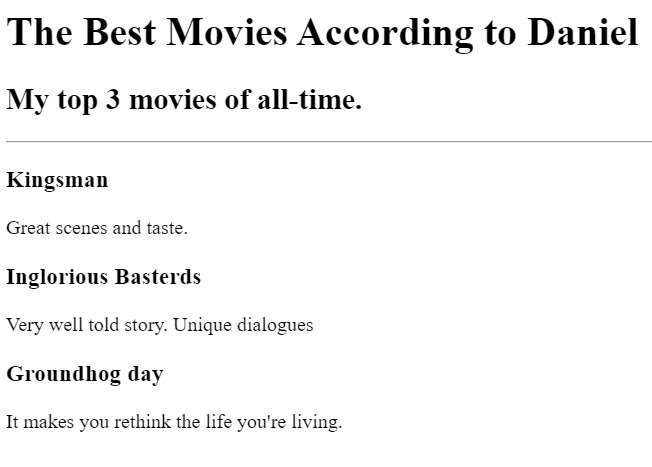 The Best Movies According to Daniel
My top 3 movies of all-time.
Kingsman
Great scenes and taste.
Inglorious Basterds
Very well told story. Unique dialogues
Groundhog day
It makes you rethink the life you're living.